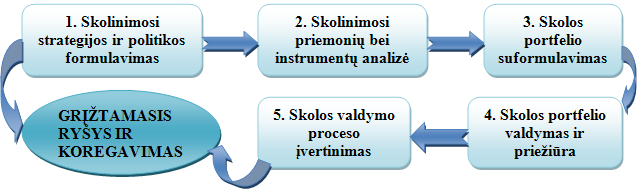 1. Skolinimosi
strategijos ir politikos
formulavimas
2. Skolinimosi
priemonių bei
instrumentų analizė
3. Skolos
portfelio
suformulavimas
4. Skolos portfelio
valdymas ir
priežiūra
5. Skolos valdymo
proceso
įvertinimas
GRĮŽTAMASIS
RYŠYS IR
KOREGAVIMAS